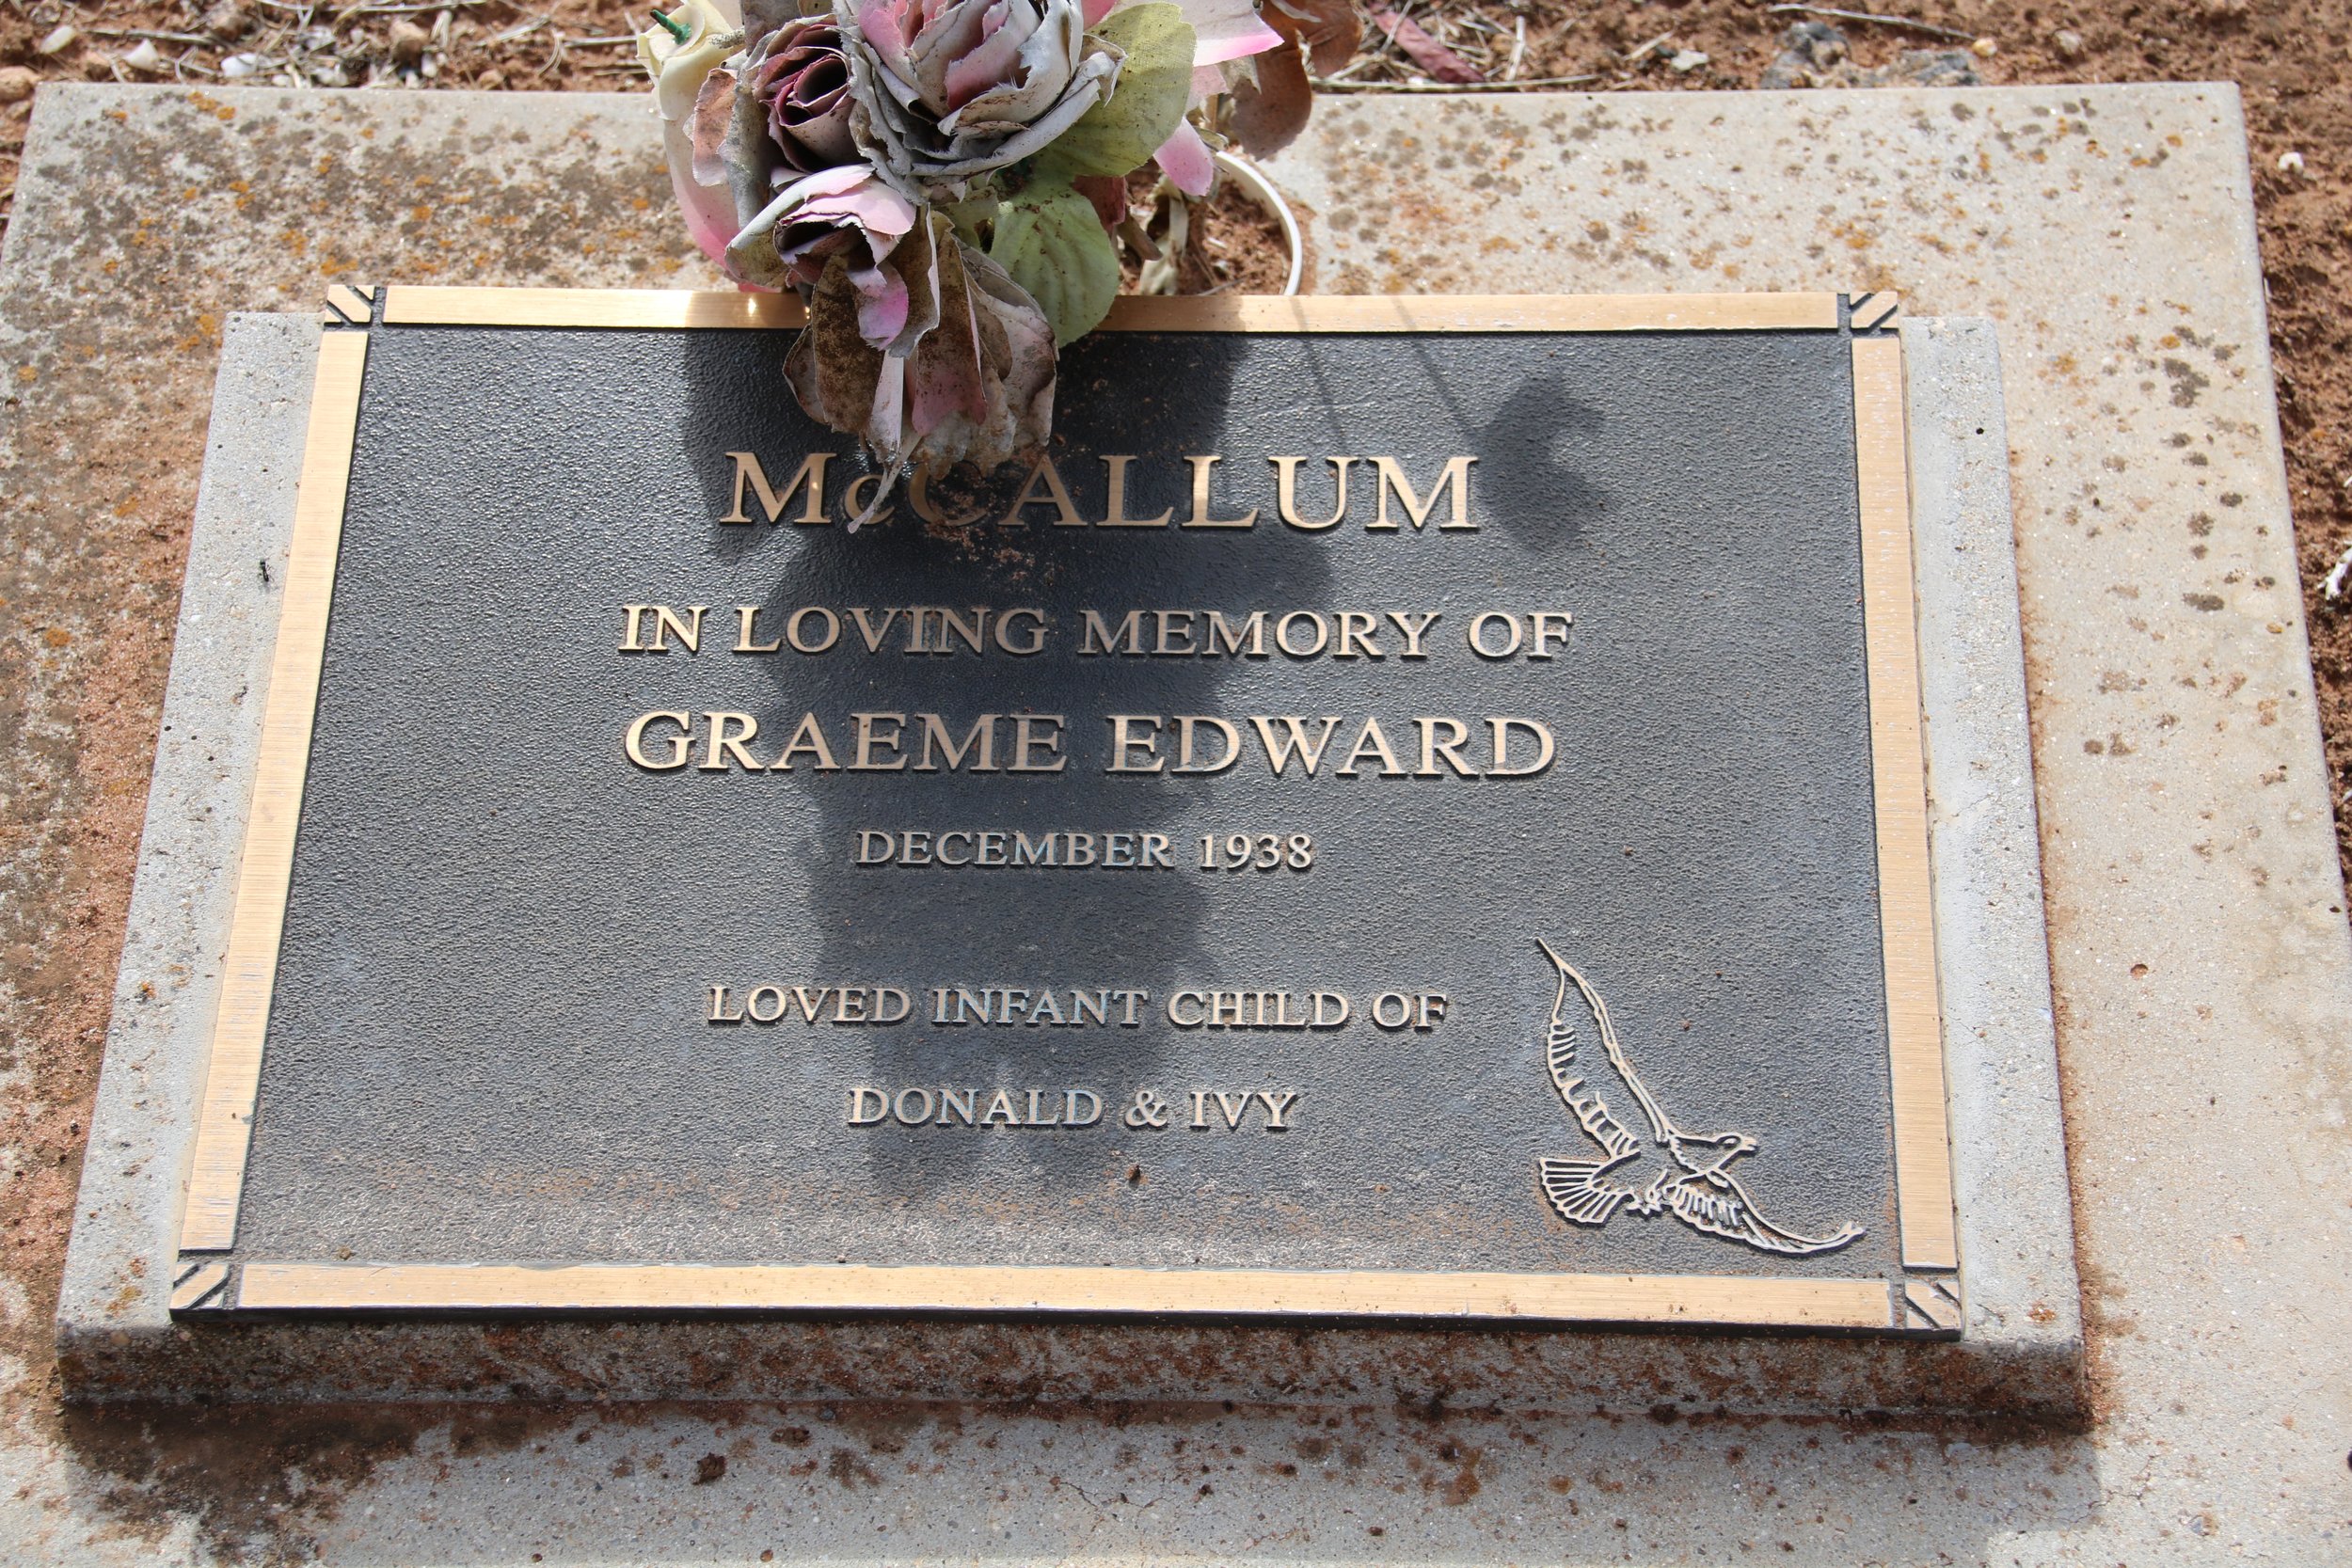 McCALLUM
IN LOVING MEMORY OF
GRAEME EDWARD
DECEMBER 1938
LOVED INFANT CHILD OF
DONALD & IVY